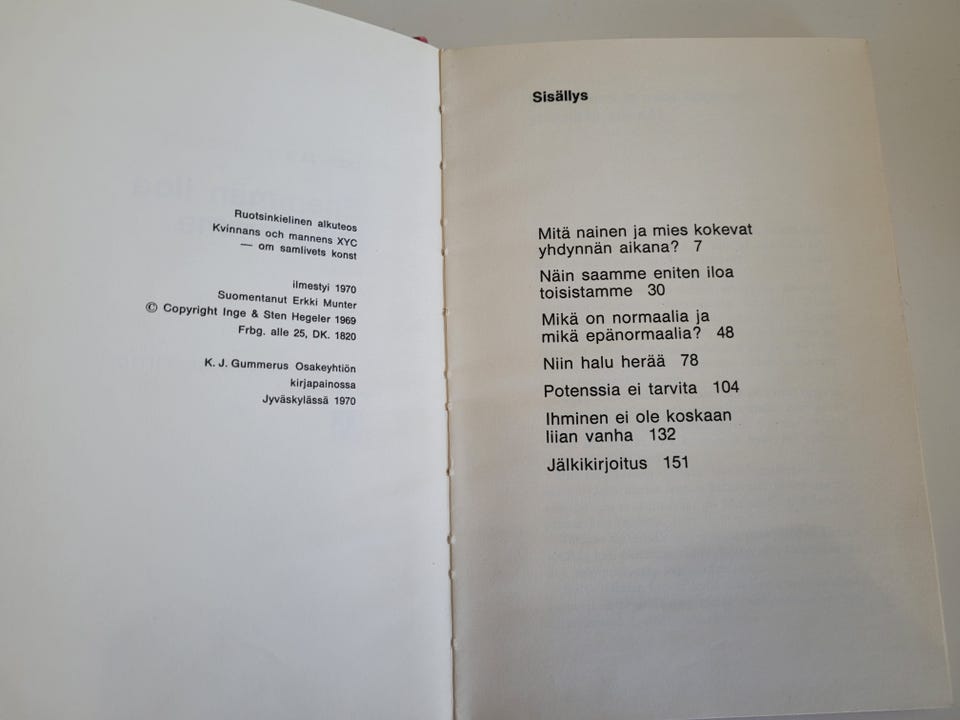 Ruotsinkielinen alkuteos
Kvinnans och mannens XYC
— om samlivets konst
ilmestyi 1970
Suomentanut Erkki Munter
© Copyright Inge & Sten Hegeler 1969
Frbg. alle 25, DK. 1820
K. J. Gummerus Osakeyhtiön
kirjapainossa
Jyväskylässä 1970
Sisällys
Mitä nainen ja mies kokevat
yhdynnän aikana? 7
Näin saamme eniten iloa
toisistamme 30
Mikä on normaalia ja
mikä epänormaalia? 48
Niin halu herää 78
Potenssia ei tarvita 104
Ihminen ei ole koskaan
liian vanha 132
Jälkikirjoitus 151